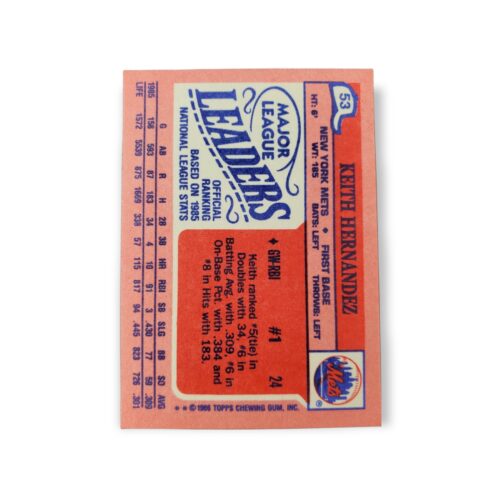 53
KEITH HERNANDEZ
NEW YORK METS ♦ FIRST BASE
HT: 6' WT: 185 BATS: LEFT THROWS: LEFT
Mets
MAJOR
LEAGUE
LEADERS
OFFICIAL
RANKING
BASED ON 1985
NATIONAL LEAGUE STATS
♦ GW-RBI #1 24
Keith ranked #5(tie) in
Doubles with 34, #6 in
Batting Avg. with .309, #6 in
On-Base Pct. with .384 and
#8 in Hits with 183.
G AB R H 2B 3B HR RBI SB SLG BB SO AVG
1985 158 593 87 183 34 4 10 91 3 .430 77 59 .309
LIFE 1572 5539 875 1669 338 57 115 817 94 .445 823 726
** ©1986 TOPPS CHEWING GUM, INC.